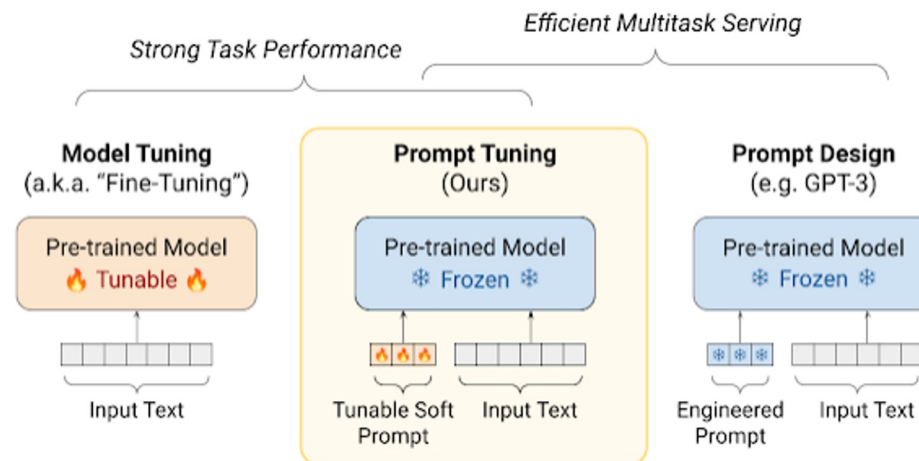 Efficient Multitask Serving
Strong Task Performance
Model Tuning
(a.k.a. “Fine-Tuning”)
Pre-trained Model
🔥 Tunable 🔥
Input Text
Prompt Tuning
(Ours)
Pre-trained Model
❄ Frozen ❄
Tunable Soft
Prompt
Input Text
Prompt Design
(e.g. GPT-3)
Pre-trained Model
❄ Frozen ❄
Engineered
Prompt
Input Text